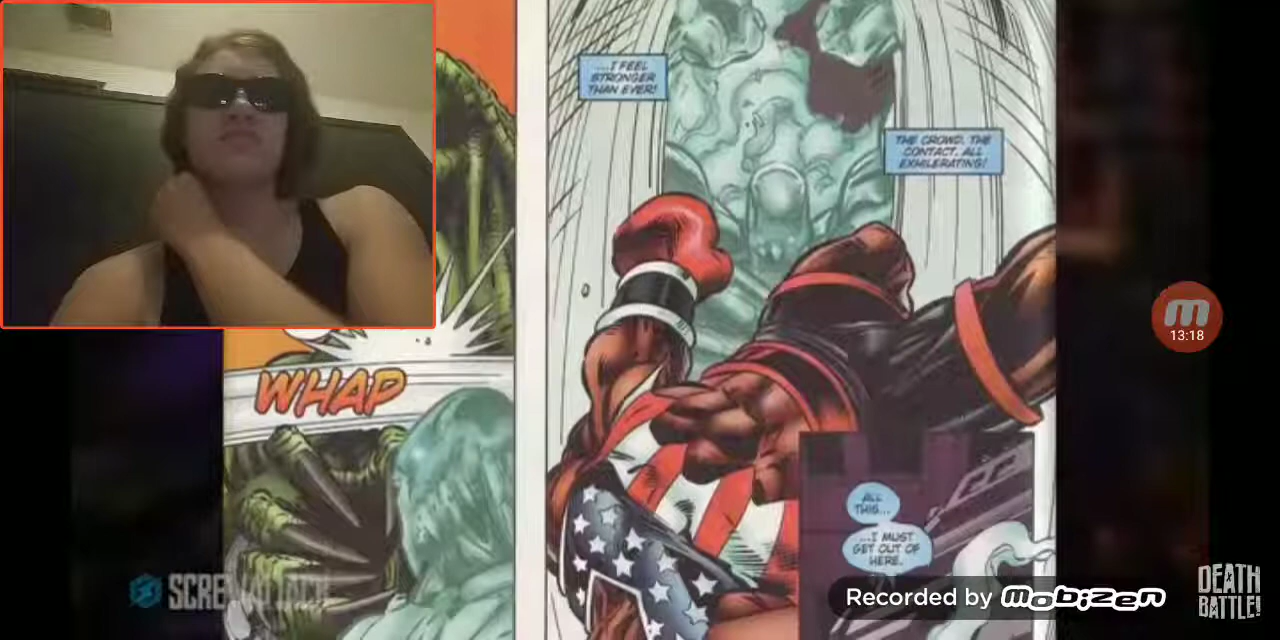 ...I FEEL
STRONGER
THAN EVER!
THE CROWD, THE
CONTACT, ALL
EXHILERATING!
M
13:18
WHAP
ALL
THIS...
...I MUST
GET OUT OF
HERE.
SCREWATTACK
Recorded by mobizen
DEATH
BATTLE!